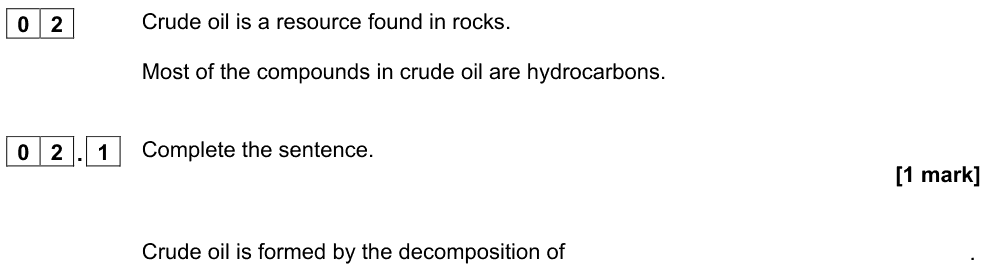 0 2 Crude oil is a resource found in rocks.
Most of the compounds in crude oil are hydrocarbons.
0 2 . 1 Complete the sentence.
[1 mark]
Crude oil is formed by the decomposition of .